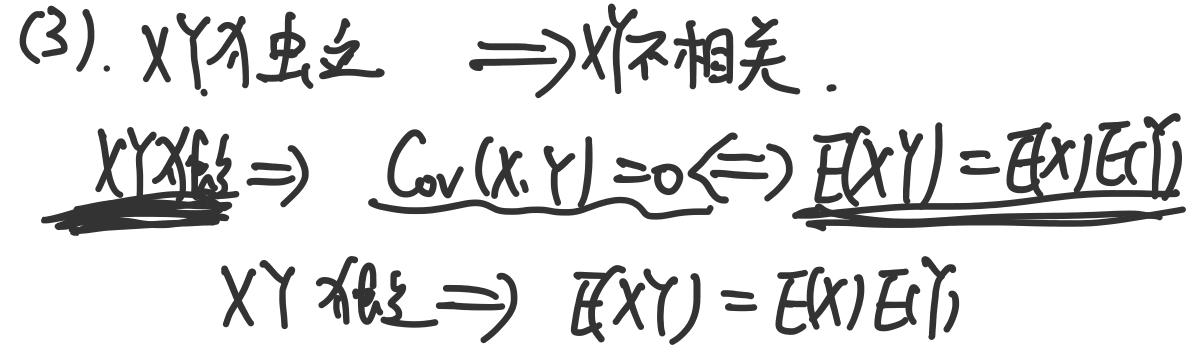 (3). XY独立 ⟹ XY不相关.
XY独立 ⟹ Cov(X,Y)=0 ⟺ E(XY)=E(X)E(Y)
XY独立 ⟹ E(XY)=E(X)E(Y)